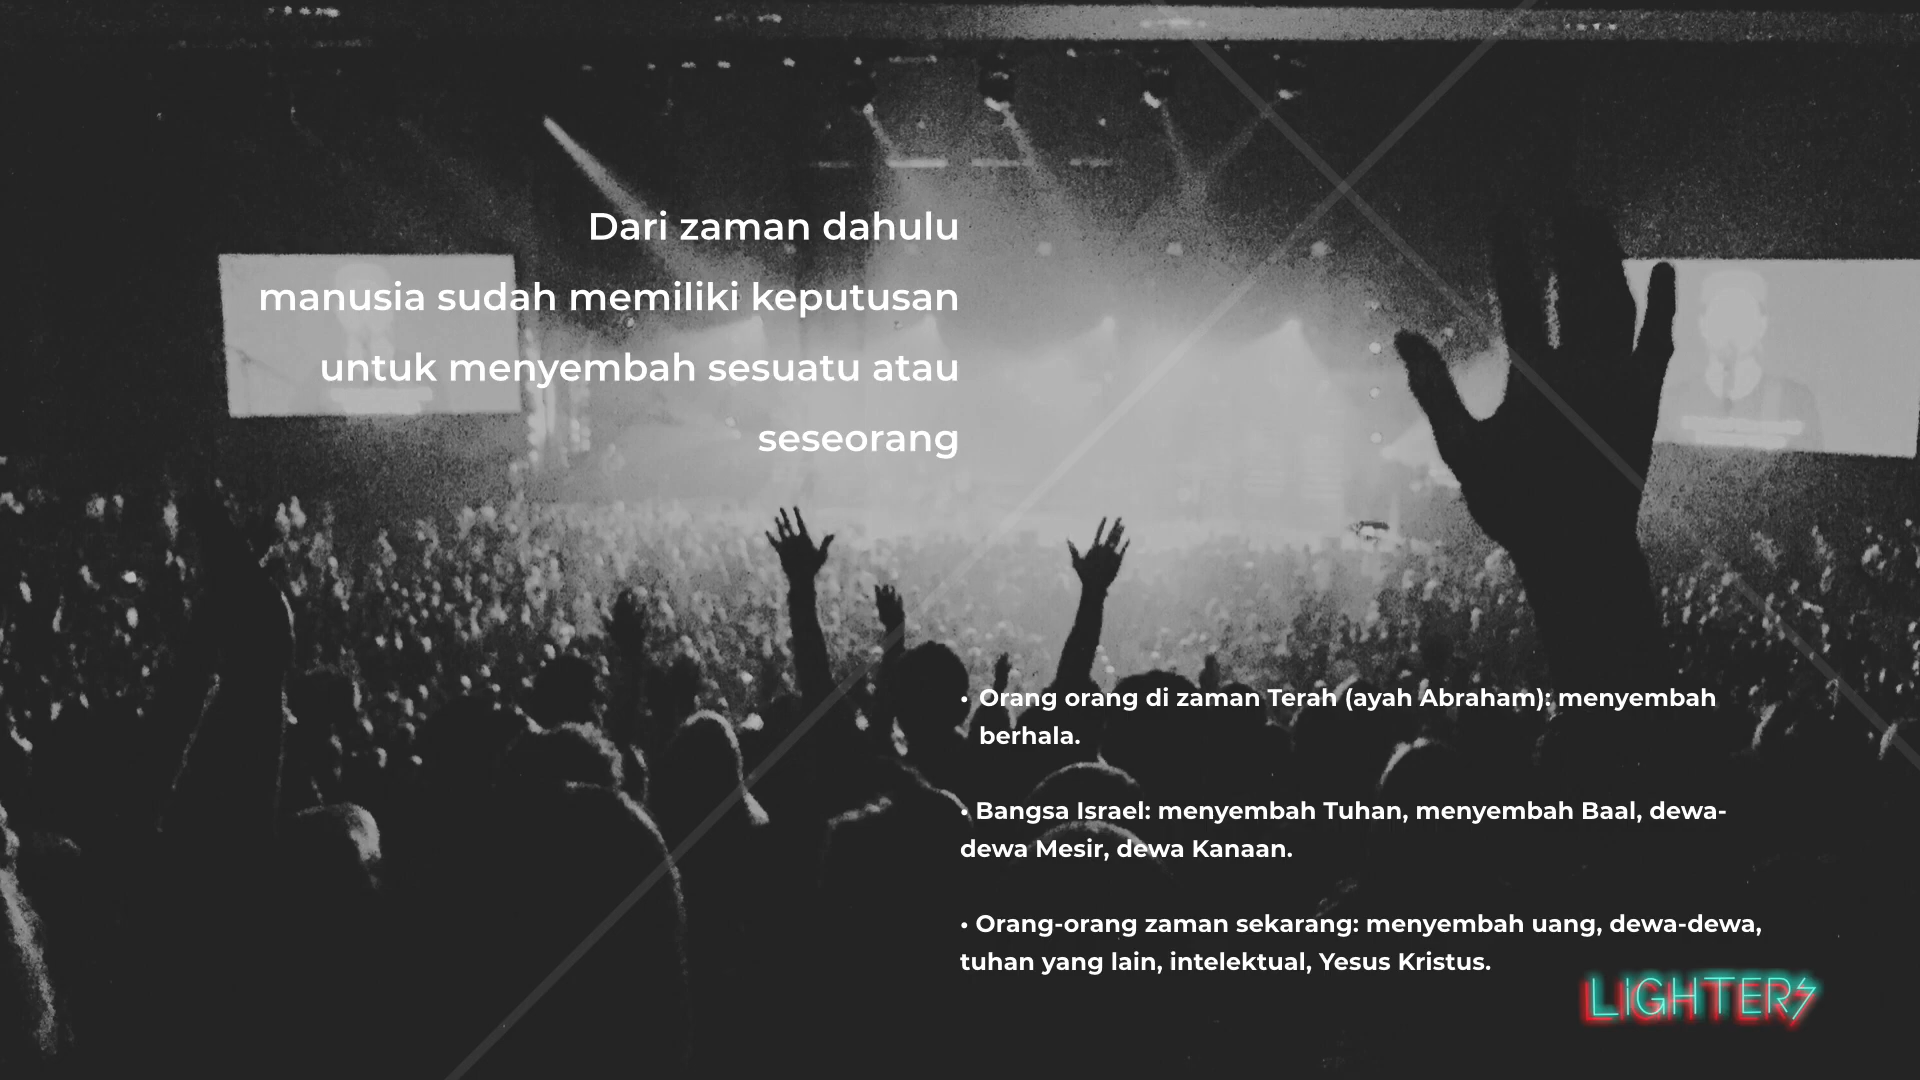 Dari zaman dahulu
manusia sudah memiliki keputusan
untuk menyembah sesuatu atau
seseorang
• Orang orang di zaman Terah (ayah Abraham): menyembah
berhala.
• Bangsa Israel: menyembah Tuhan, menyembah Baal, dewa-
dewa Mesir, dewa Kanaan.
• Orang-orang zaman sekarang: menyembah uang, dewa-dewa,
tuhan yang lain, intelektual, Yesus Kristus.
LIGHTERS